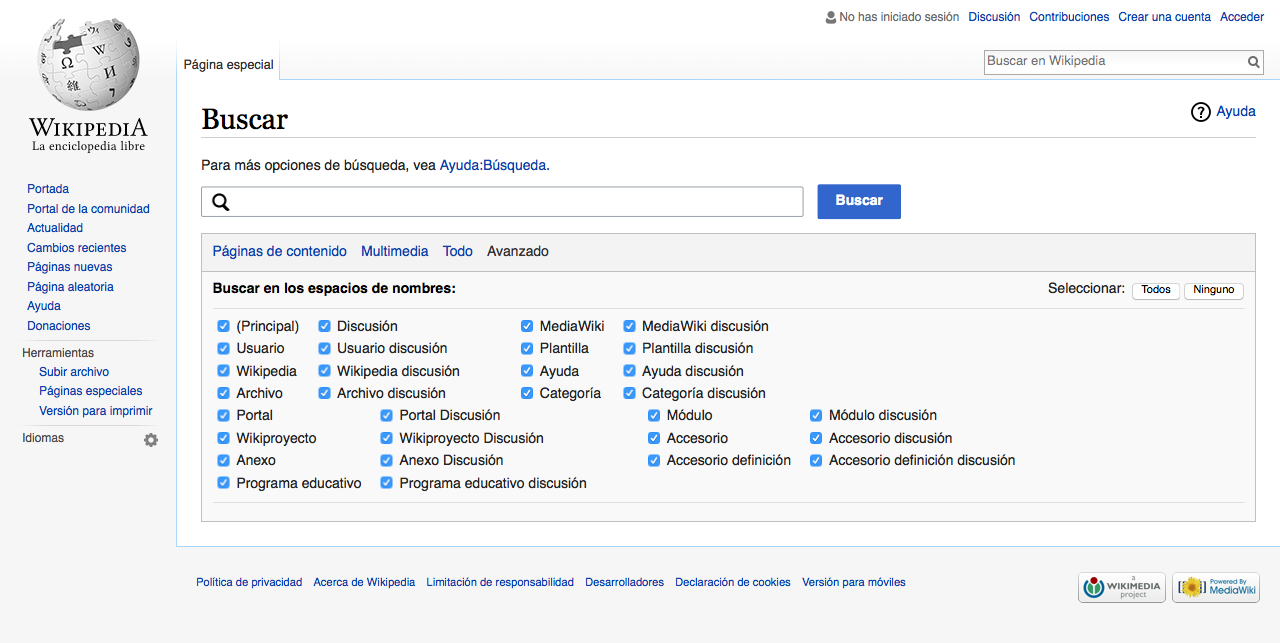 No has iniciado sesión Discusión Contribuciones Crear una cuenta Acceder
Página especial
Buscar en Wikipedia
WIKIPEDIA
La enciclopedia libre
Portada
Portal de la comunidad
Actualidad
Cambios recientes
Páginas nuevas
Página aleatoria
Ayuda
Donaciones
Herramientas
Subir archivo
Páginas especiales
Versión para imprimir
Idiomas
Buscar
Ayuda
Para más opciones de búsqueda, vea Ayuda:Búsqueda.
Buscar
Páginas de contenido Multimedia Todo Avanzado
Buscar en los espacios de nombres:
Seleccionar: Todos Ninguno
(Principal) Discusión MediaWiki MediaWiki discusión
Usuario Usuario discusión Plantilla Plantilla discusión
Wikipedia Wikipedia discusión Ayuda Ayuda discusión
Archivo Archivo discusión Categoría Categoría discusión
Portal Portal Discusión Módulo Módulo discusión
Wikiproyecto Wikiproyecto Discusión Accesorio Accesorio discusión
Anexo Anexo Discusión Accesorio definición Accesorio definición discusión
Programa educativo Programa educativo discusión
Política de privacidad Acerca de Wikipedia Limitación de responsabilidad Desarrolladores Declaración de cookies Versión para móviles
a
WIKIMEDIA
project
Powered By
MediaWiki